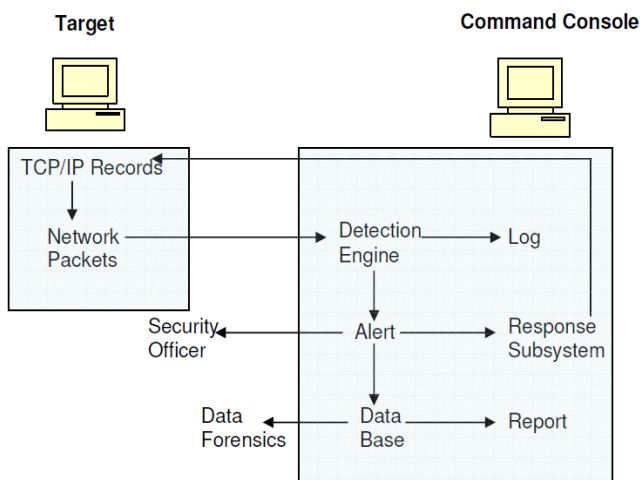 Target
Command Console
TCP/IP Records
Network
Packets
Detection
Engine
Log
Security
Officer
Alert
Response
Subsystem
Data
Forensics
Data
Base
Report